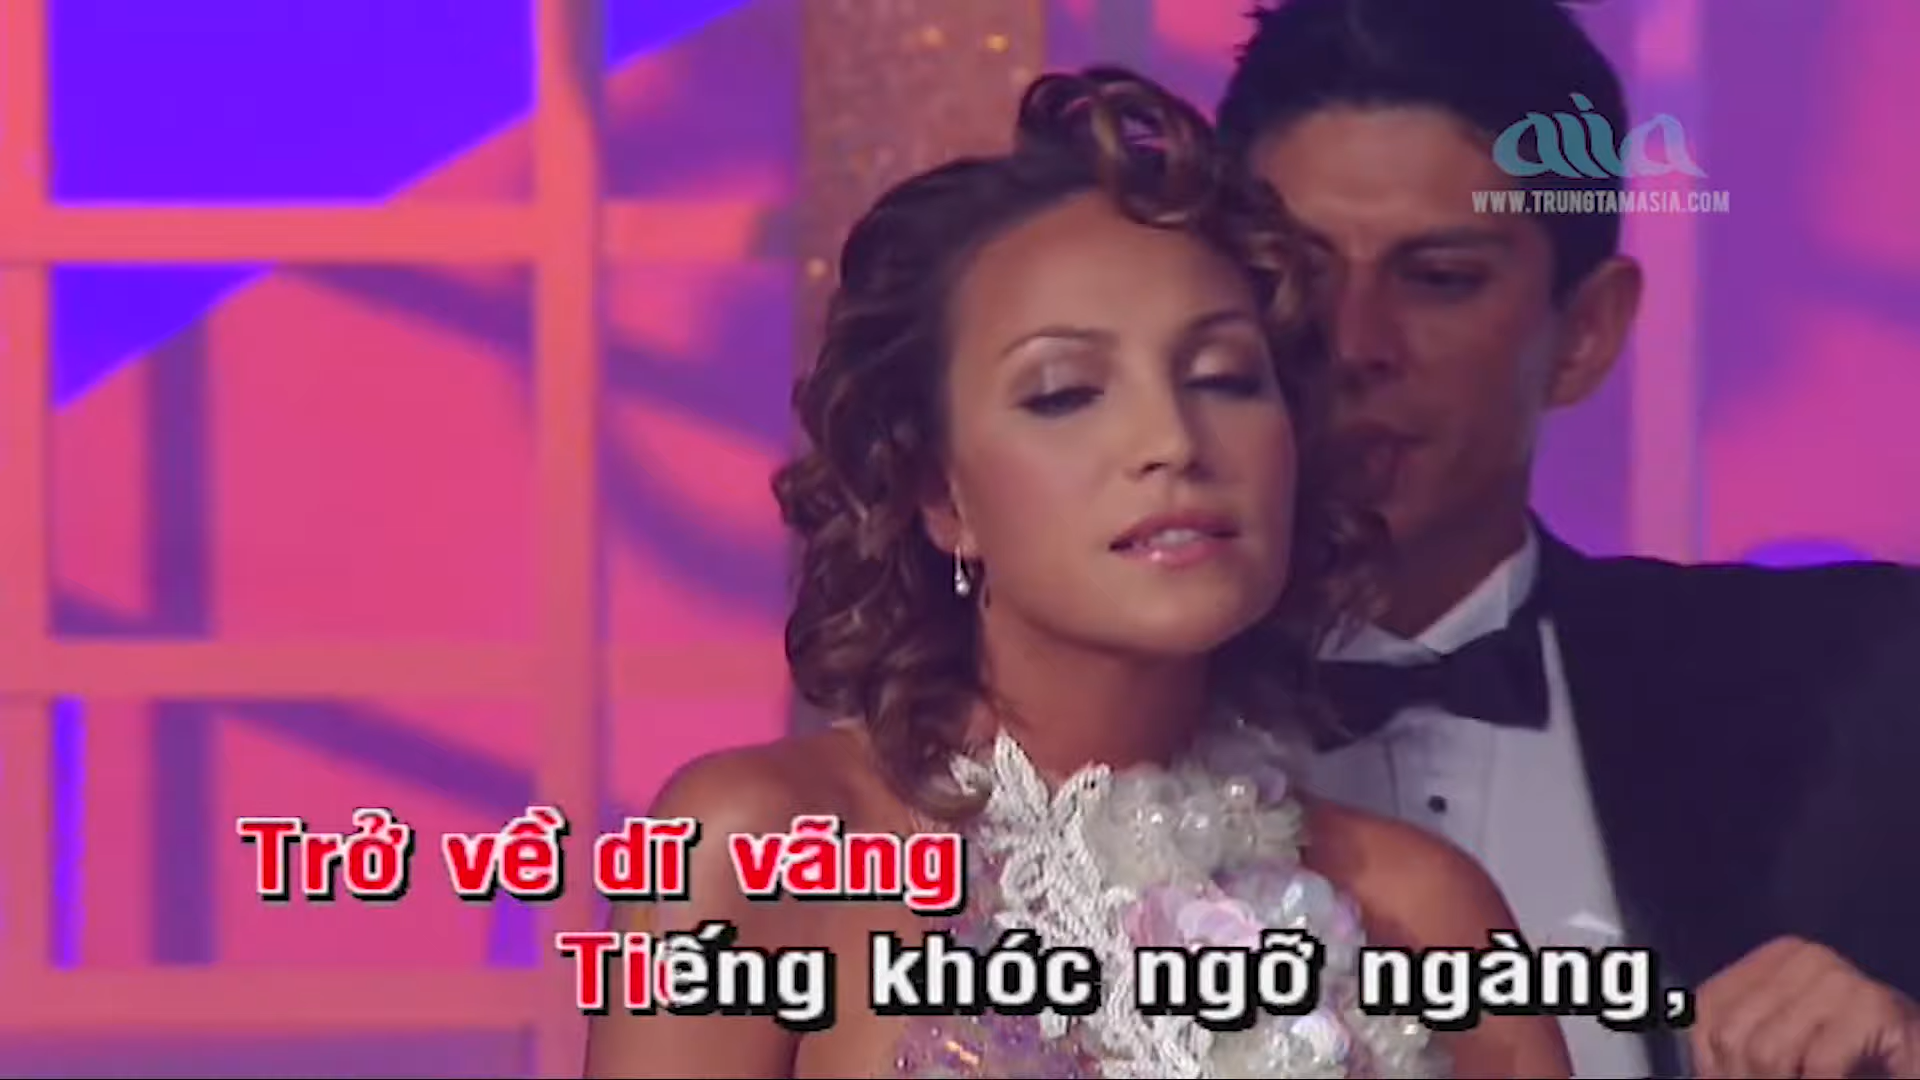 asia
WWW.TRUNGTAMASIA.COM
Trở về dĩ vãng
Tiếng khóc ngỡ ngàng,